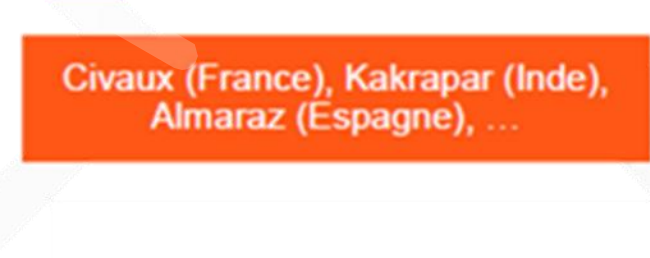 Civaux (France), Kakrapar (Inde),
Almaraz (Espagne), ...